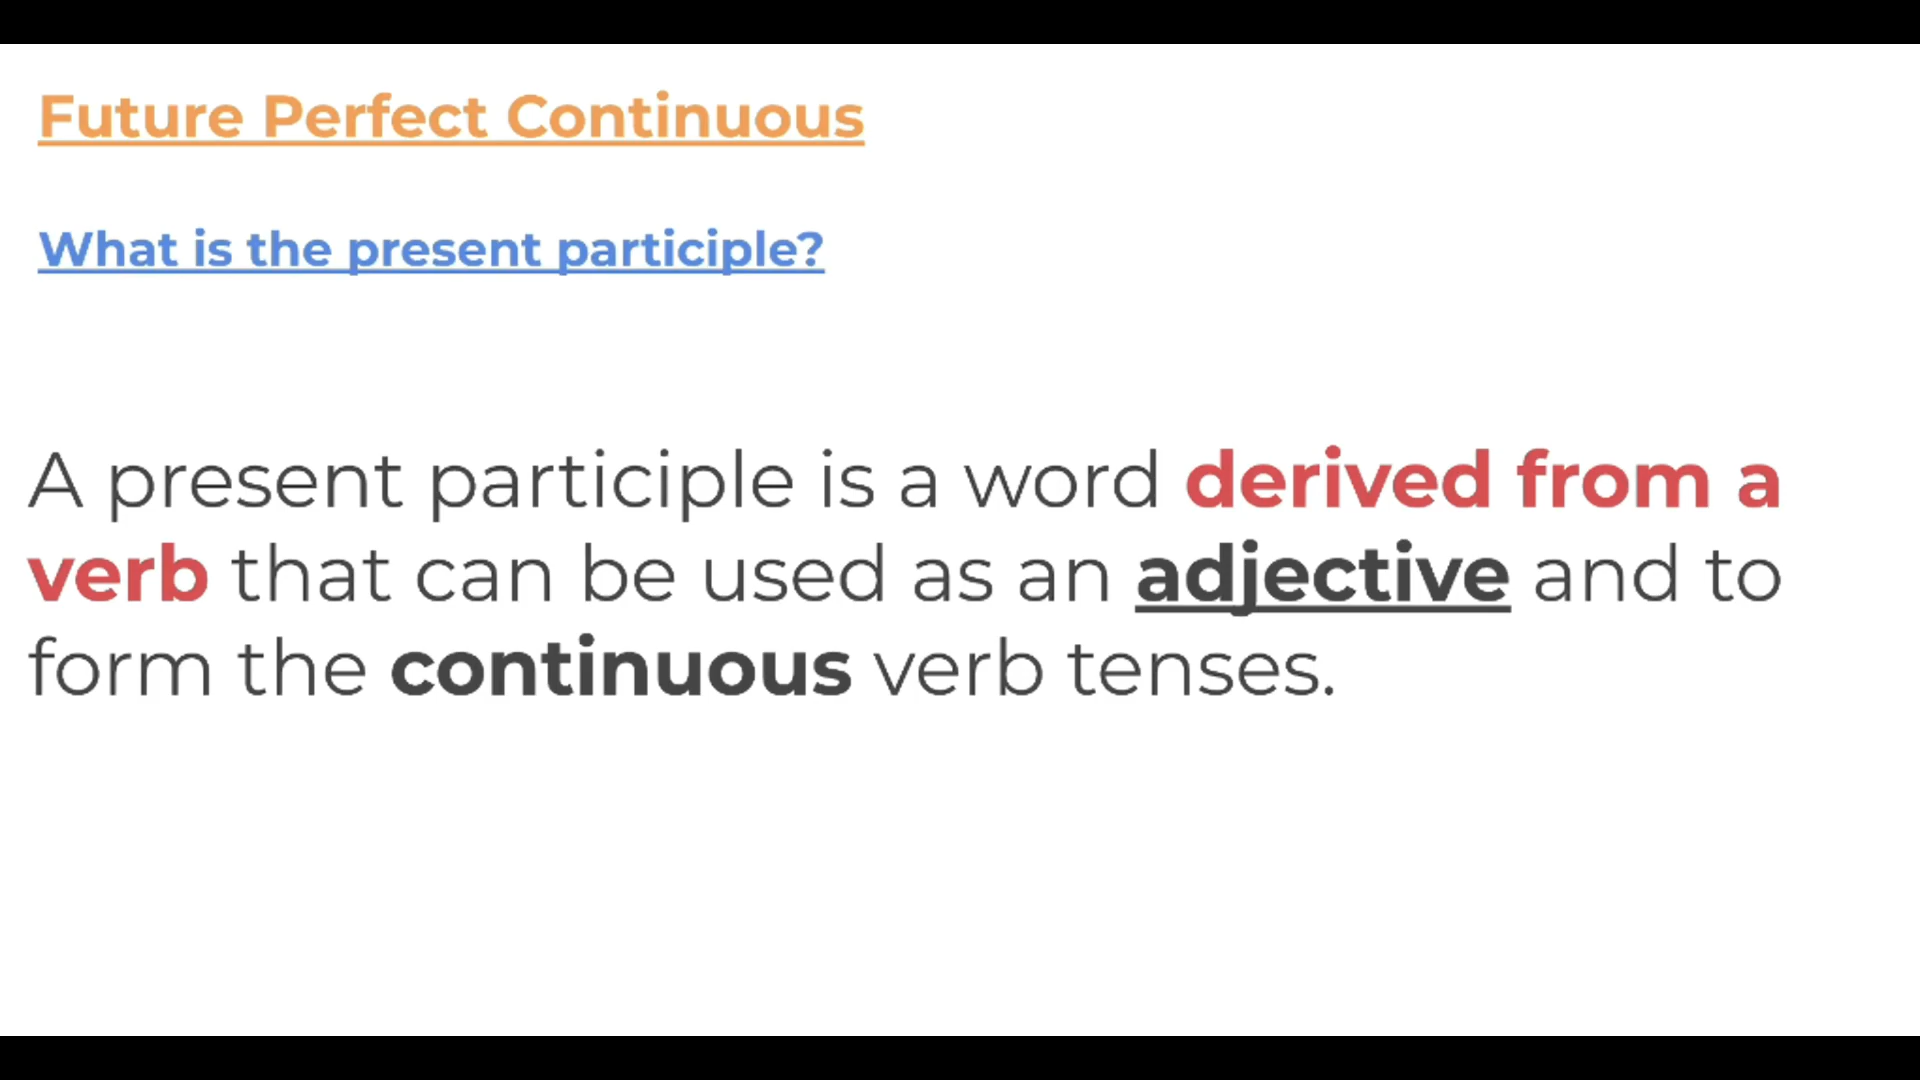 Future Perfect Continuous
What is the present participle?
A present participle is a word derived from a
verb that can be used as an adjective and to
form the continuous verb tenses.